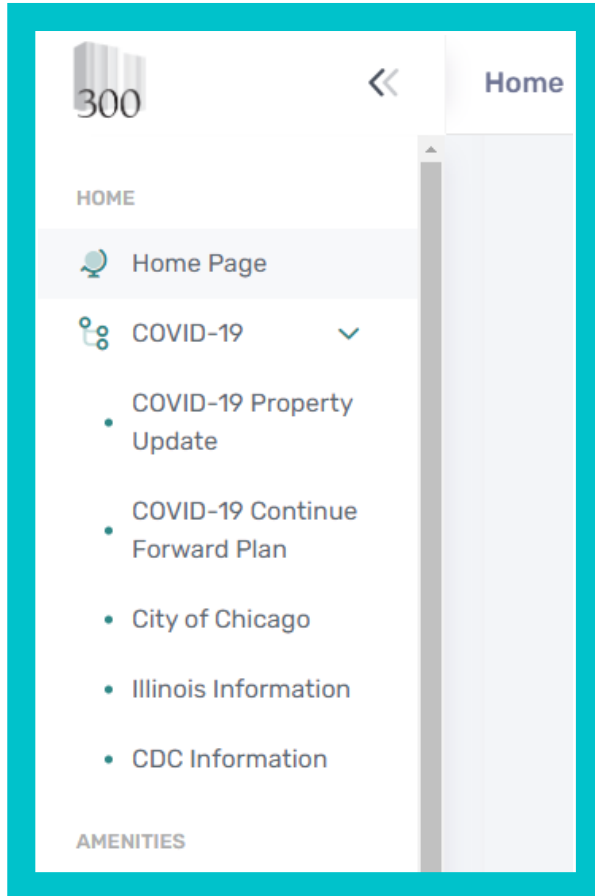 300
Home
HOME
Home Page
COVID-19
COVID-19 Property
Update
COVID-19 Continue
Forward Plan
City of Chicago
Illinois Information
CDC Information
AMENITIES